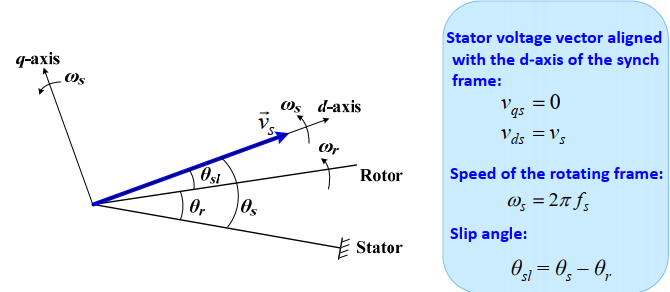 q-axis
ωs
ωs d-axis
v⃗s
ωr
θsl
Rotor
θr
θs
Stator
Stator voltage vector aligned
with the d-axis of the synch
frame:
vqs = 0
vds = vs
Speed of the rotating frame:
ωs = 2π fs
Slip angle:
θsl = θs − θr